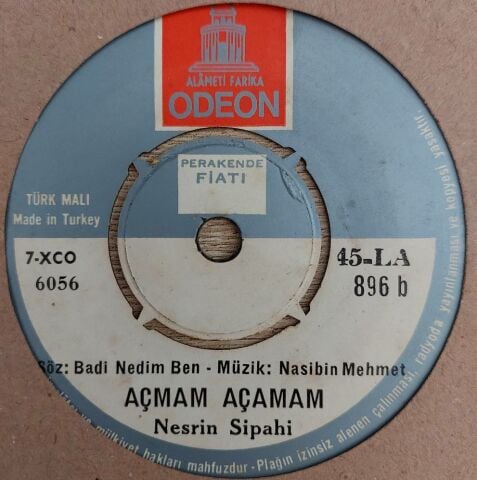 ALÂMETİ FARİKA
ODEON
PERAKENDE
FİATI
TÜRK MALI
Made in Turkey
7-XCO
6056
45-LA
896 b
Söz: Badi Nedim Ben - Müzik: Nasibin Mehmet
AÇMAM AÇAMAM
Nesrin Sipahi
ve mülkiyet hakları mahfuzdur - Plağın izinsiz alenen çalınması, radyoda yayınlanması ve kopyesi yasaktır.